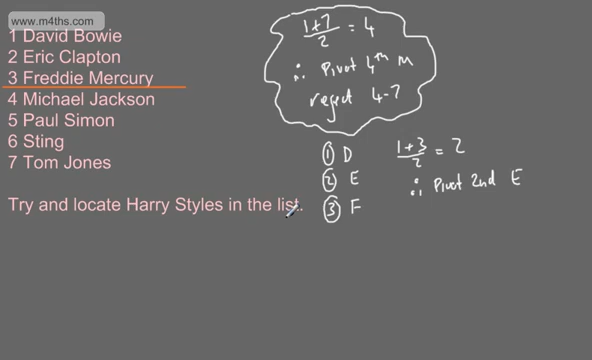 www.m4ths.com
1 David Bowie
2 Eric Clapton
3 Freddie Mercury
4 Michael Jackson
5 Paul Simon
6 Sting
7 Tom Jones
Try and locate Harry Styles in the list.
1+7/2 = 4
∴ Pivot 4th M
reject 4-7
① D
② E
③ F
1+3/2 = 2
∴ Pivot 2nd E